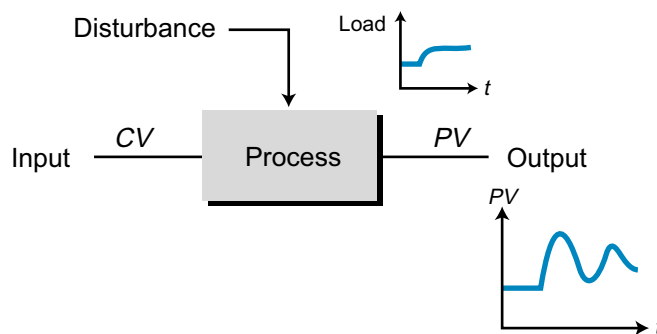 Disturbance
Load
t
Input
CV
Process
PV
Output
PV